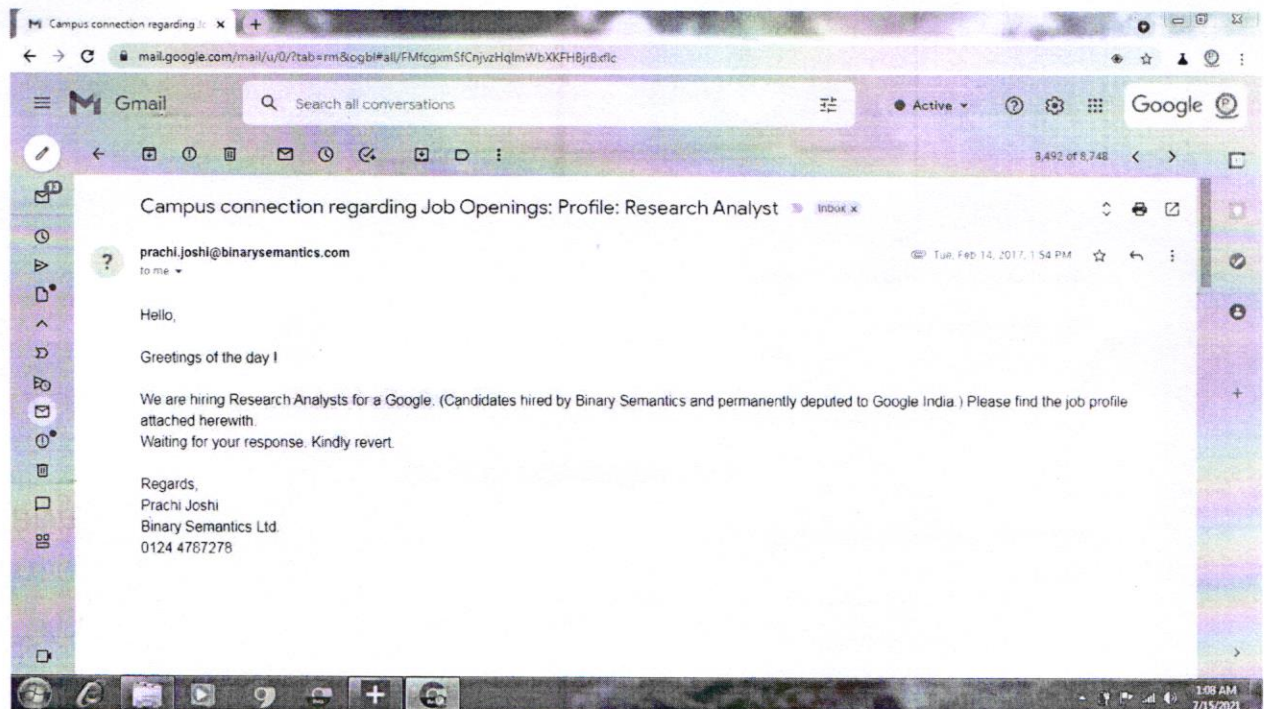 Campus connection regarding Jo
mail.google.com/mail/u/0/?tab=rm&ogbl#all/FMfcgxmSfCnjvzHqlmWbXKFHBjrBxflc
Gmail
Search all conversations
Active
Google
3,492 of 8,748
Campus connection regarding Job Openings: Profile: Research Analyst
Inbox x
prachi.joshi@binarysemantics.com
Tue, Feb 14, 2017, 1:54 PM
to me
Hello,
Greetings of the day !
We are hiring Research Analysts for a Google. (Candidates hired by Binary Semantics and permanently deputed to Google India.) Please find the job profile
attached herewith.
Waiting for your response. Kindly revert.
Regards,
Prachi Joshi
Binary Semantics Ltd.
0124 4787278
1:08 AM
7/15/2021